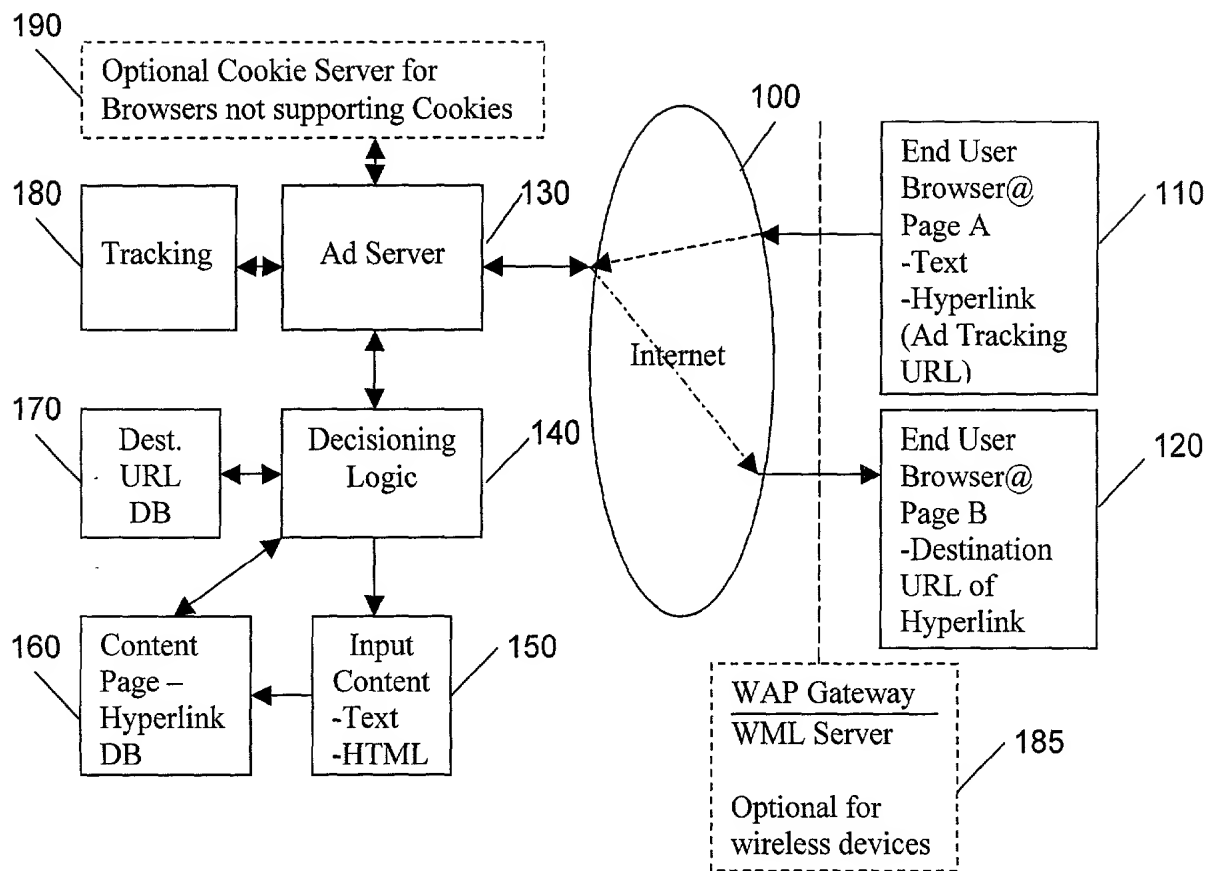 190
Optional Cookie Server for
Browsers not supporting Cookies
180
Tracking
Ad Server
130
100
Internet
End User
Browser@
Page A
-Text
-Hyperlink
(Ad Tracking
URL)
110
170
Dest.
URL
DB
Decisioning
Logic
140
End User
Browser@
Page B
-Destination
URL of
Hyperlink
120
160
Content
Page –
Hyperlink
DB
Input
Content
-Text
-HTML
150
WAP Gateway
WML Server
Optional for
wireless devices
185